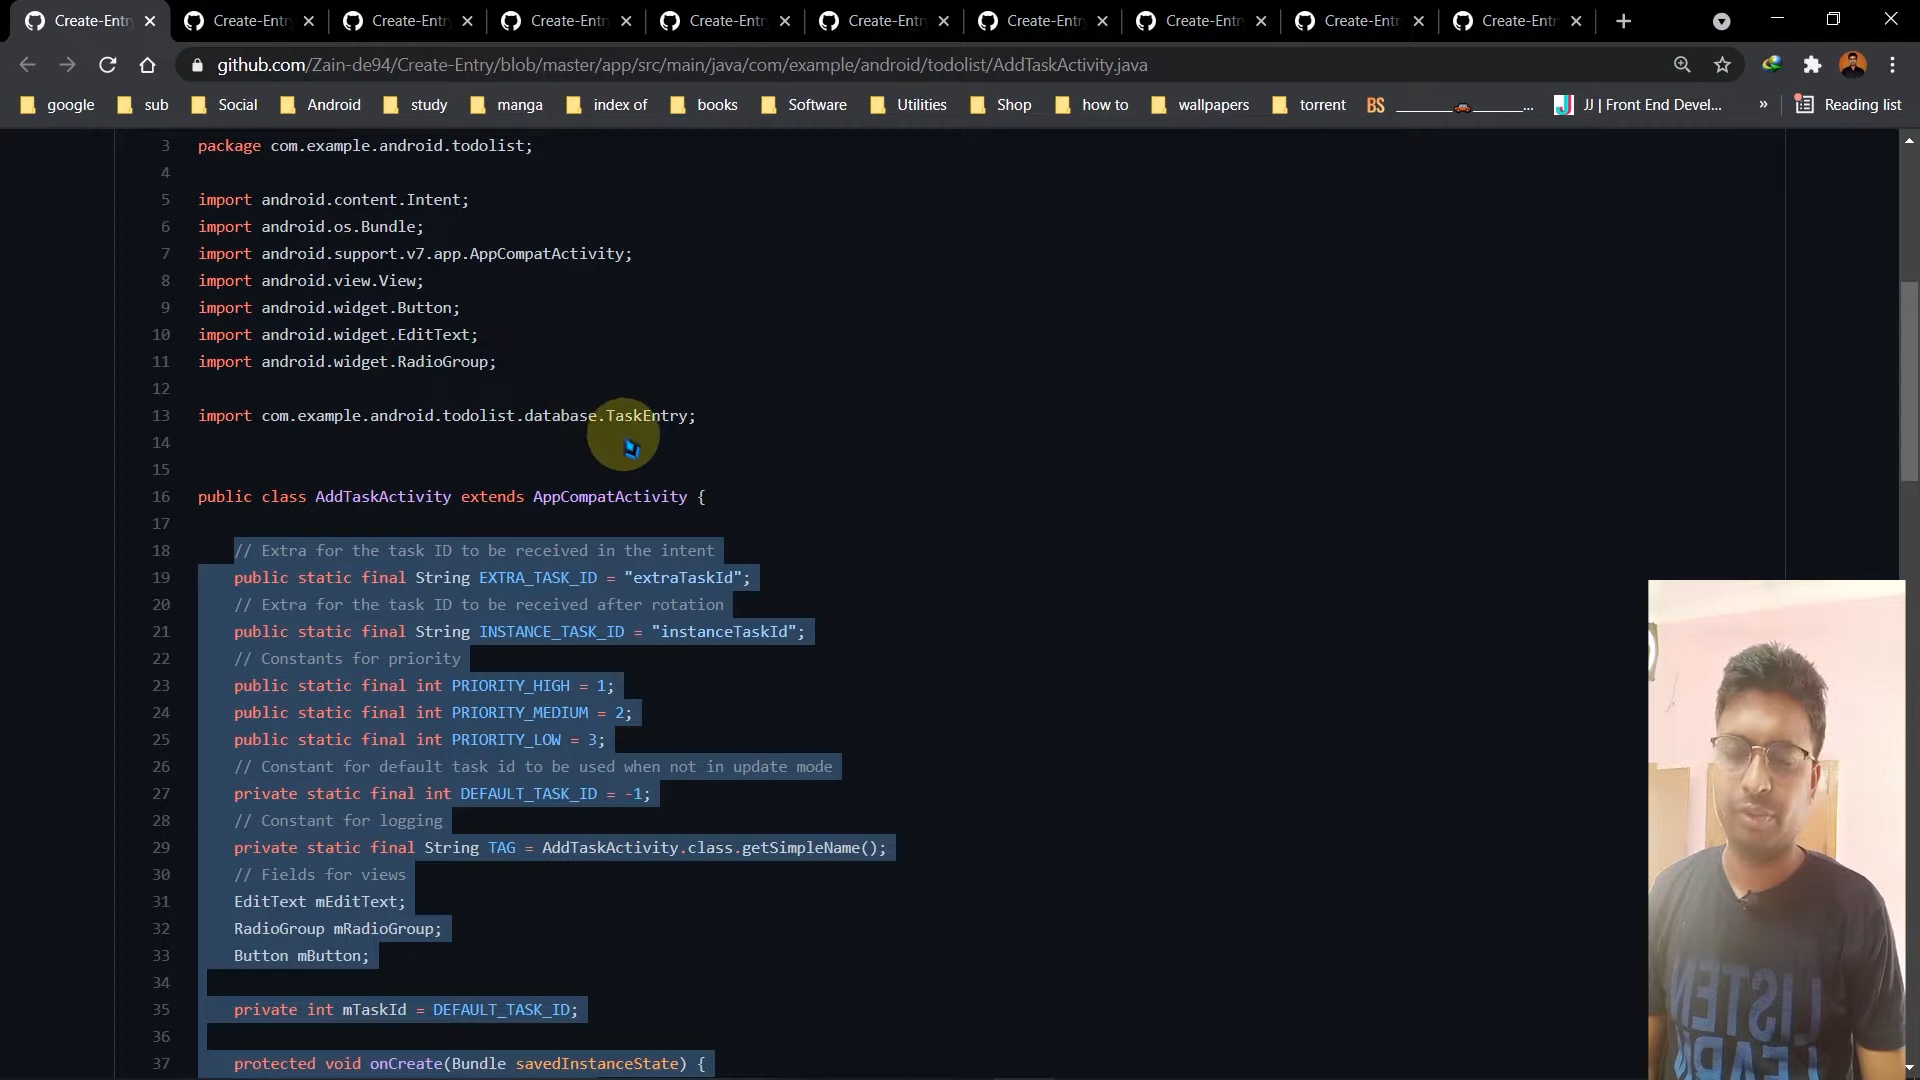 Create-Entr Create-Entr Create-Entr Create-Entr Create-Entr Create-Entr Create-Entr Create-Entr Create-Entr Create-Entr
github.com/Zain-de94/Create-Entry/blob/master/app/src/main/java/com/example/android/todolist/AddTaskActivity.java
google sub Social Android study manga index of books Software Utilities Shop how to wallpapers torrent BS JJ | Front End Devel... » Reading list
3 package com.example.android.todolist;
4
5 import android.content.Intent;
6 import android.os.Bundle;
7 import android.support.v7.app.AppCompatActivity;
8 import android.view.View;
9 import android.widget.Button;
10 import android.widget.EditText;
11 import android.widget.RadioGroup;
12
13 import com.example.android.todolist.database.TaskEntry;
14
15
16 public class AddTaskActivity extends AppCompatActivity {
17
18 // Extra for the task ID to be received in the intent
19 public static final String EXTRA_TASK_ID = "extraTaskId";
20 // Extra for the task ID to be received after rotation
21 public static final String INSTANCE_TASK_ID = "instanceTaskId";
22 // Constants for priority
23 public static final int PRIORITY_HIGH = 1;
24 public static final int PRIORITY_MEDIUM = 2;
25 public static final int PRIORITY_LOW = 3;
26 // Constant for default task id to be used when not in update mode
27 private static final int DEFAULT_TASK_ID = -1;
28 // Constant for logging
29 private static final String TAG = AddTaskActivity.class.getSimpleName();
30 // Fields for views
31 EditText mEditText;
32 RadioGroup mRadioGroup;
33 Button mButton;
34
35 private int mTaskId = DEFAULT_TASK_ID;
36
37 protected void onCreate(Bundle savedInstanceState) {